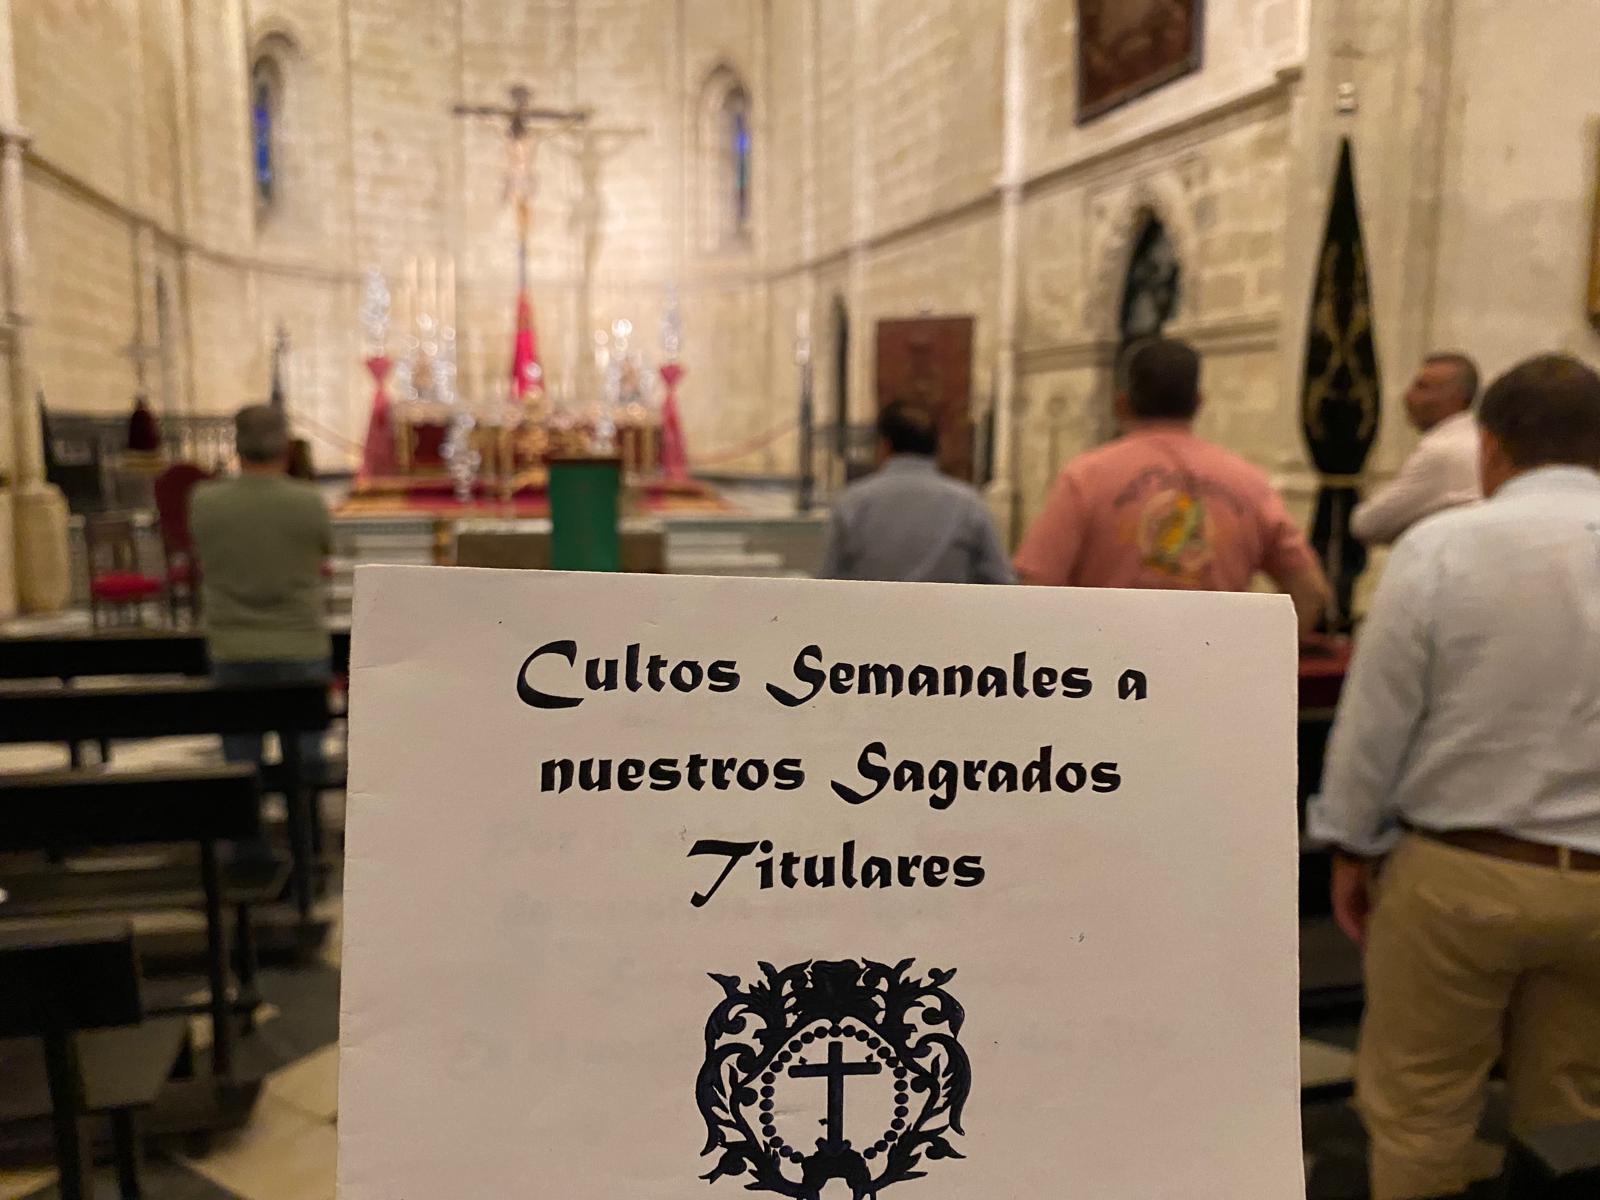 Cultos Semanales a
nuestros Sagrados
Titulares